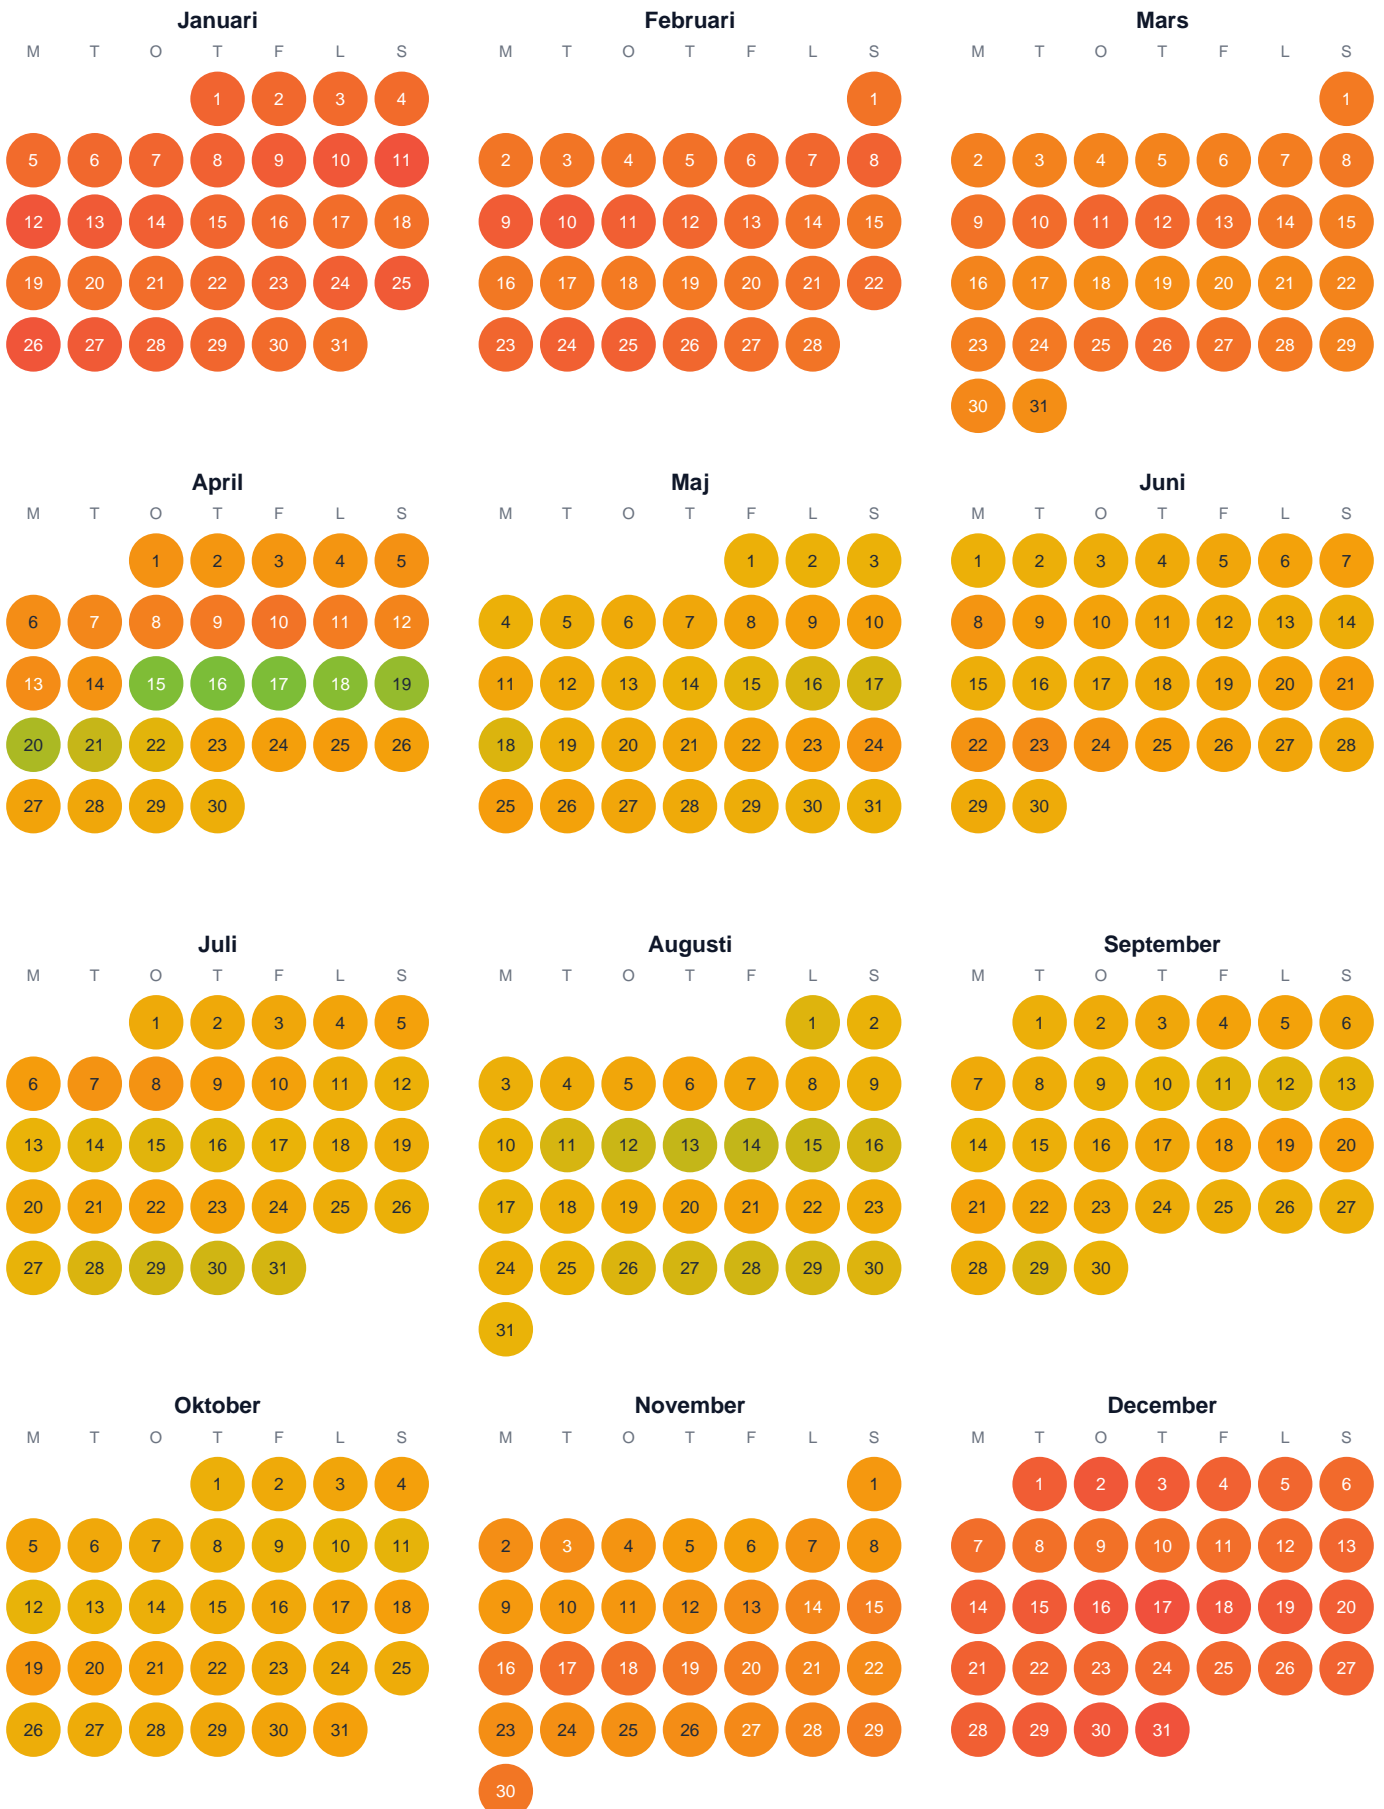 Januari
M T O T F L S
1 2 3 4
5 6 7 8 9 10 11
12 13 14 15 16 17 18
19 20 21 22 23 24 25
26 27 28 29 30 31
Februari
M T O T F L S
1
2 3 4 5 6 7 8
9 10 11 12 13 14 15
16 17 18 19 20 21 22
23 24 25 26 27 28
Mars
M T O T F L S
1
2 3 4 5 6 7 8
9 10 11 12 13 14 15
16 17 18 19 20 21 22
23 24 25 26 27 28 29
30 31
April
M T O T F L S
1 2 3 4 5
6 7 8 9 10 11 12
13 14 15 16 17 18 19
20 21 22 23 24 25 26
27 28 29 30
Maj
M T O T F L S
1 2 3
4 5 6 7 8 9 10
11 12 13 14 15 16 17
18 19 20 21 22 23 24
25 26 27 28 29 30 31
Juni
M T O T F L S
1 2 3 4 5 6 7
8 9 10 11 12 13 14
15 16 17 18 19 20 21
22 23 24 25 26 27 28
29 30
Juli
M T O T F L S
1 2 3 4 5
6 7 8 9 10 11 12
13 14 15 16 17 18 19
20 21 22 23 24 25 26
27 28 29 30 31
Augusti
M T O T F L S
1 2
3 4 5 6 7 8 9
10 11 12 13 14 15 16
17 18 19 20 21 22 23
24 25 26 27 28 29 30
31
September
M T O T F L S
1 2 3 4 5 6
7 8 9 10 11 12 13
14 15 16 17 18 19 20
21 22 23 24 25 26 27
28 29 30
Oktober
M T O T F L S
1 2 3 4
5 6 7 8 9 10 11
12 13 14 15 16 17 18
19 20 21 22 23 24 25
26 27 28 29 30 31
November
M T O T F L S
1
2 3 4 5 6 7 8
9 10 11 12 13 14 15
16 17 18 19 20 21 22
23 24 25 26 27 28 29
30
December
M T O T F L S
1 2 3 4 5 6
7 8 9 10 11 12 13
14 15 16 17 18 19 20
21 22 23 24 25 26 27
28 29 30 31